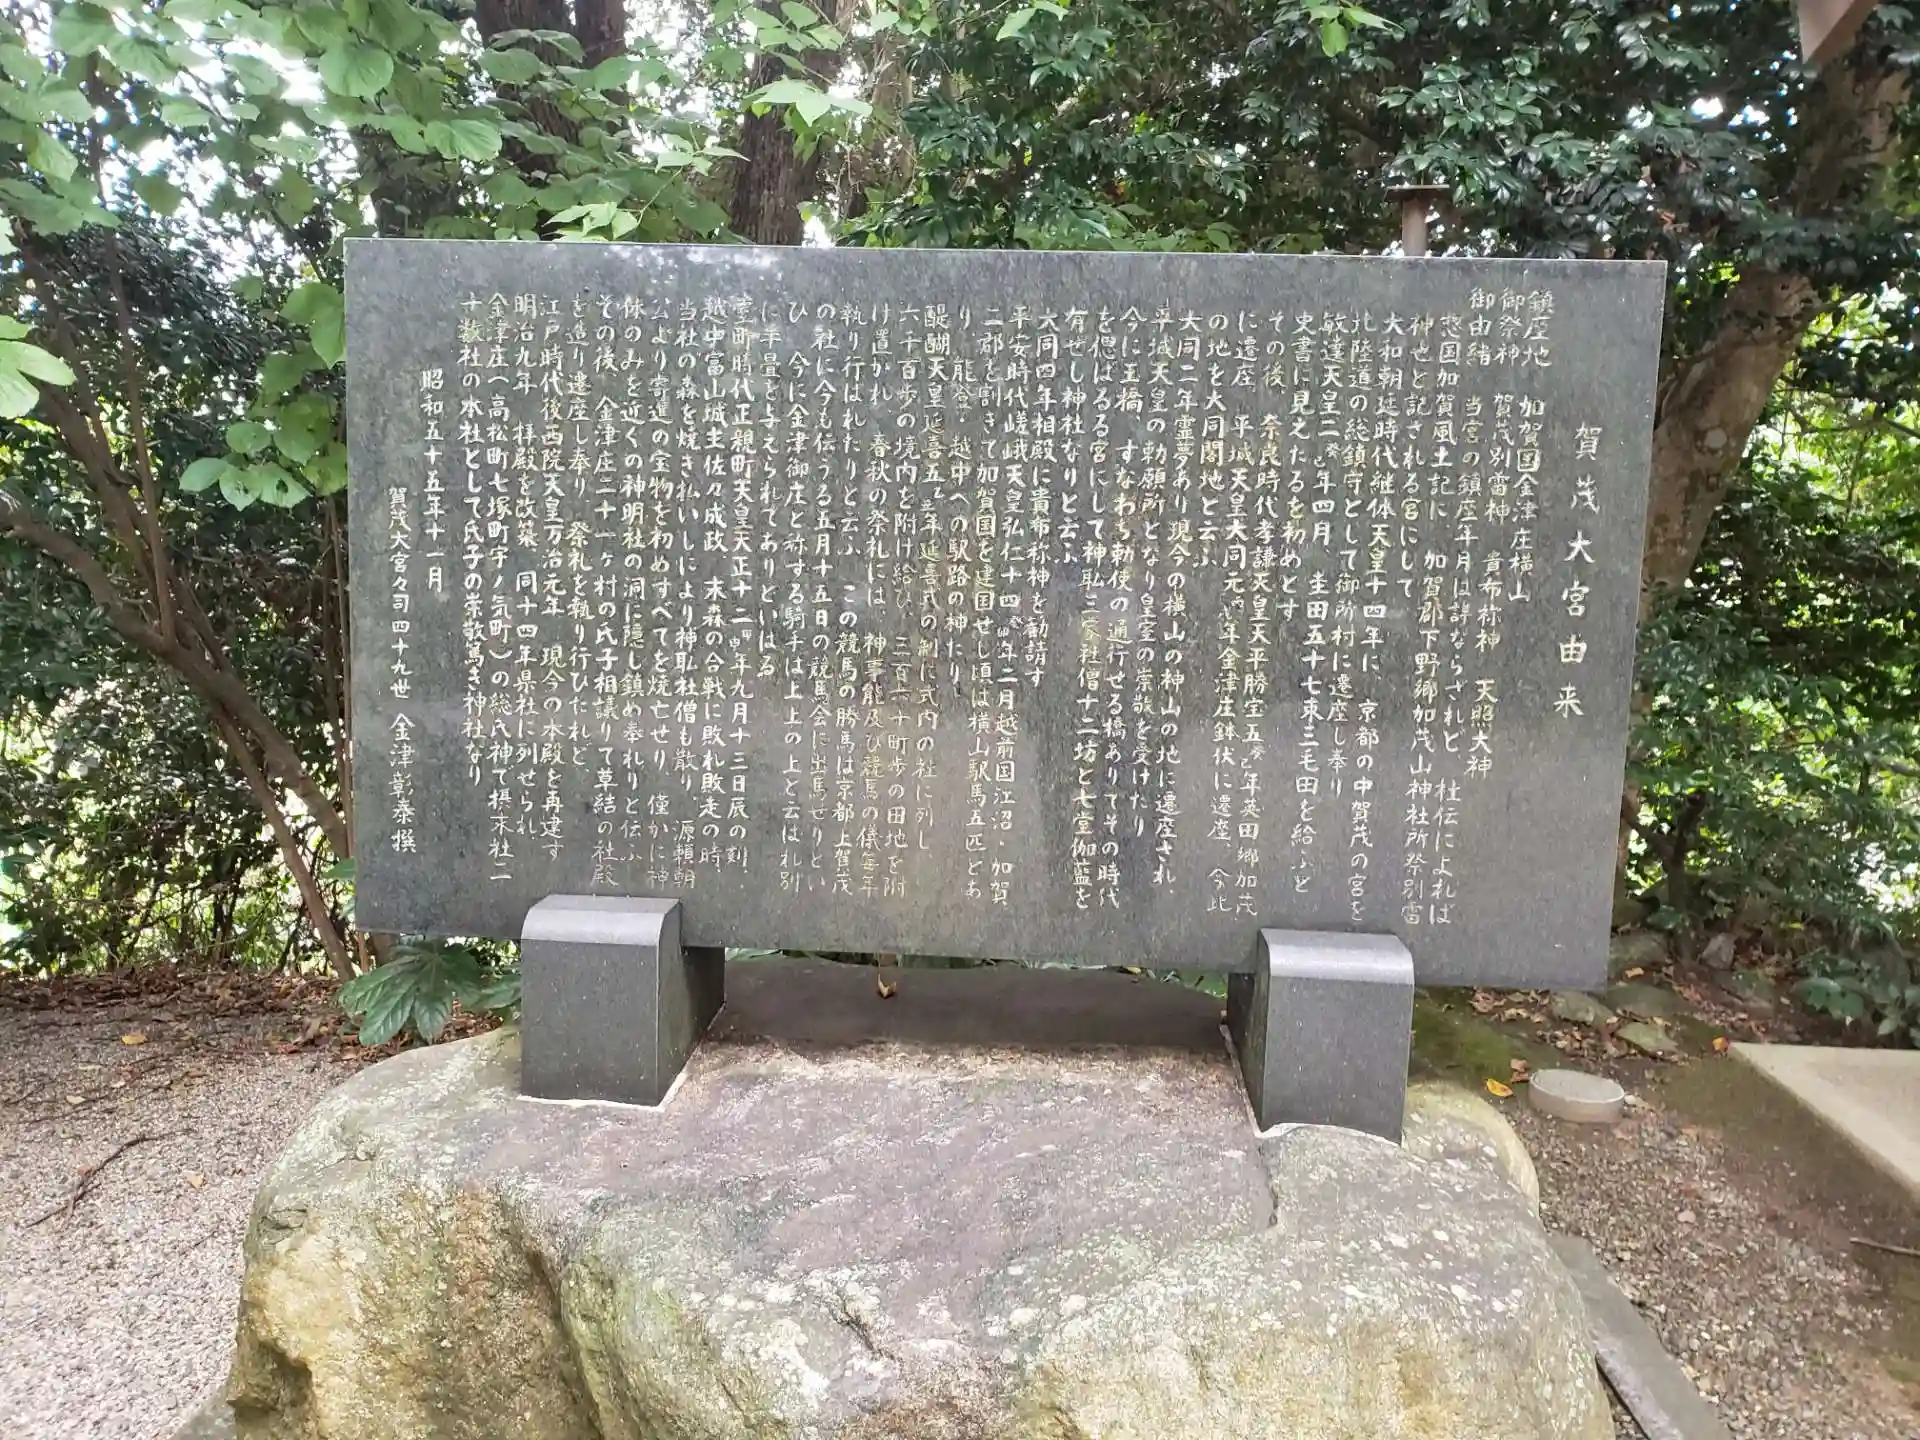 賀茂大宮由来
鎮座地 加賀国金津庄横山
御祭神 賀茂別雷神 貴布祢神 天照大神
御由緒 当宮の鎮座年月は詳ならざれど 社伝によれば
惣国加賀風土記に 加賀郡下野郷加茂山神社所祭別雷
神也と記される宮にして
大和朝廷時代継体天皇十四年に、京都の中賀茂の宮を
北陸道の総鎮守として御所村に遷座し奉り
敏達天皇二癸巳年四月、圭田五十七束三毛田を給ふと
史書に見えたるを初めとす
その後、奈良時代孝謙天皇天平勝宝五癸巳年英田郷加茂
に遷座、平城天皇大同元丙戌年金津庄鉢伏に遷座、今此
の地を大同閣地と云ふ
大同二年霊夢あり現今の横山の神山の地に遷座され、
平城天皇の勅願所となり皇室の崇敬を受けたり
今に王橋、すなわち勅使の通行せる橋ありてその時代
を偲ばるる宮にして神私三家社僧十二坊と七堂伽藍を
有せし神社なりと云ふ
大同四年相殿に貴布祢神を勧請す
平安時代嵯峨天皇弘仁十四癸卯年二月越前国江沼・加賀
二郡を割きて加賀国を建国せし頃は横山駅馬五匹とあ
り、能登・越中への駅路の神たり
醍醐天皇延喜五乙丑年延喜式の制に式内の社に列し
六千百歩の境内を附け給ひ、三百六十町歩の田地を附
け置かれ 春秋の祭礼には、神事能及び競馬の儀毎年
執り行はれたりと云ふ この競馬の勝馬は京都上賀茂
の社に今も伝うる五月十五日の競馬会に出馬せりとい
ひ、今に金津御庄と称する騎手は上上の上と云はれ別
に半畳を与えられてありといはる
室町時代正親町天皇天正十二甲申年九月十三日辰の刻、
越中富山城主佐々成政、末森の合戦に敗れ敗走の時、
当社の森を焼き払いしにより神私社僧も散り、源頼朝
公より寄進の宝物を初めすべてを焼亡せり、僅かに神
体のみを近くの神明社の洞に隠し鎮め奉れりと伝ふ
その後、金津庄二十一ヶ村の氏子相議りて草結の社殿
を造り遷座し奉り、祭礼を執り行ひたれど、
江戸時代後西院天皇万治元年、現今の本殿を再建す
明治九年、拝殿を改築、同十四年県社に列せられ
金津庄(高松町七塚町宇ノ気町)の総氏神で摂末社二
十数社の本社として氏子の崇敬篤き神社なり
昭和五十五年十一月
賀茂大宮々司四十九世 金津彰泰撰